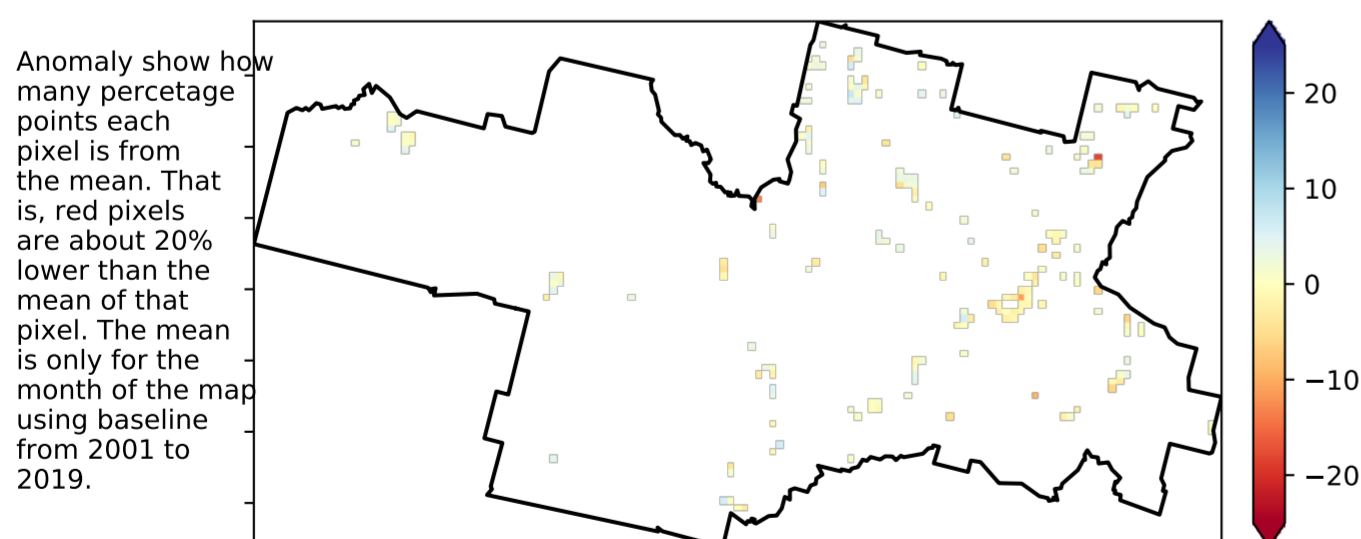 Anomaly show how
many percetage
points each
pixel is from
the mean. That
is, red pixels
are about 20%
lower than the
mean of that
pixel. The mean
is only for the
month of the map
using baseline
from 2001 to
2019.
20
10
0
−10
−20